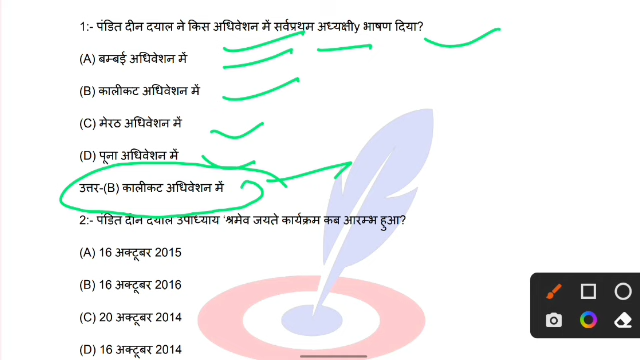 1:- पंडित दीन दयाल ने किस अधिवेशन में सर्वप्रथम अध्यक्षीy भाषण दिया?
(A) बम्बई अधिवेशन में
(B) कालीकट अधिवेशन में
(C) मेरठ अधिवेशन में
(D) पूना अधिवेशन में
उत्तर-(B) कालीकट अधिवेशन में
2:- पंडित दीन दयाल उपाध्याय 'श्रमेव जयते कार्यक्रम कब आरम्भ हुआ?
(A) 16 अक्टूबर 2015
(B) 16 अक्टूबर 2016
(C) 20 अक्टूबर 2014
(D) 16 अक्टूबर 2014